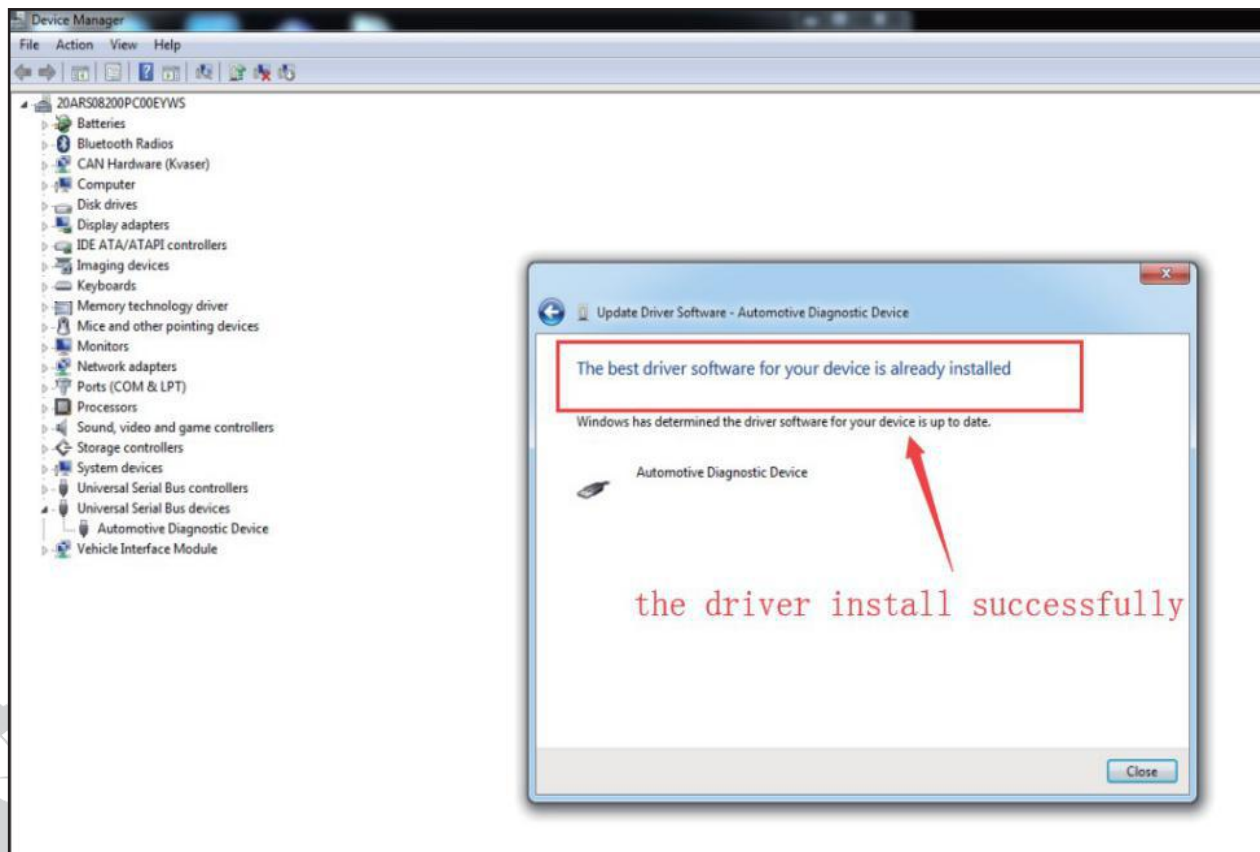 Device Manager
File Action View Help
20ARS08200PC00EYWS
Batteries
Bluetooth Radios
CAN Hardware (Kvaser)
Computer
Disk drives
Display adapters
IDE ATA/ATAPI controllers
Imaging devices
Keyboards
Memory technology driver
Mice and other pointing devices
Monitors
Network adapters
Ports (COM & LPT)
Processors
Sound, video and game controllers
Storage controllers
System devices
Universal Serial Bus controllers
Universal Serial Bus devices
Automotive Diagnostic Device
Vehicle Interface Module
Update Driver Software - Automotive Diagnostic Device
The best driver software for your device is already installed
Windows has determined the driver software for your device is up to date.
Automotive Diagnostic Device
the driver install successfully
Close